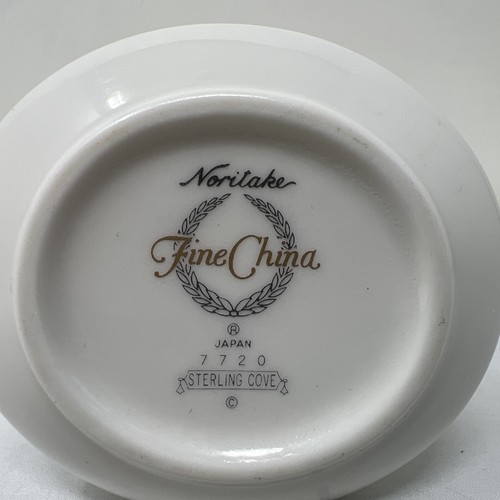 Noritake
Fine China
®
JAPAN
7720
STERLING COVE
©